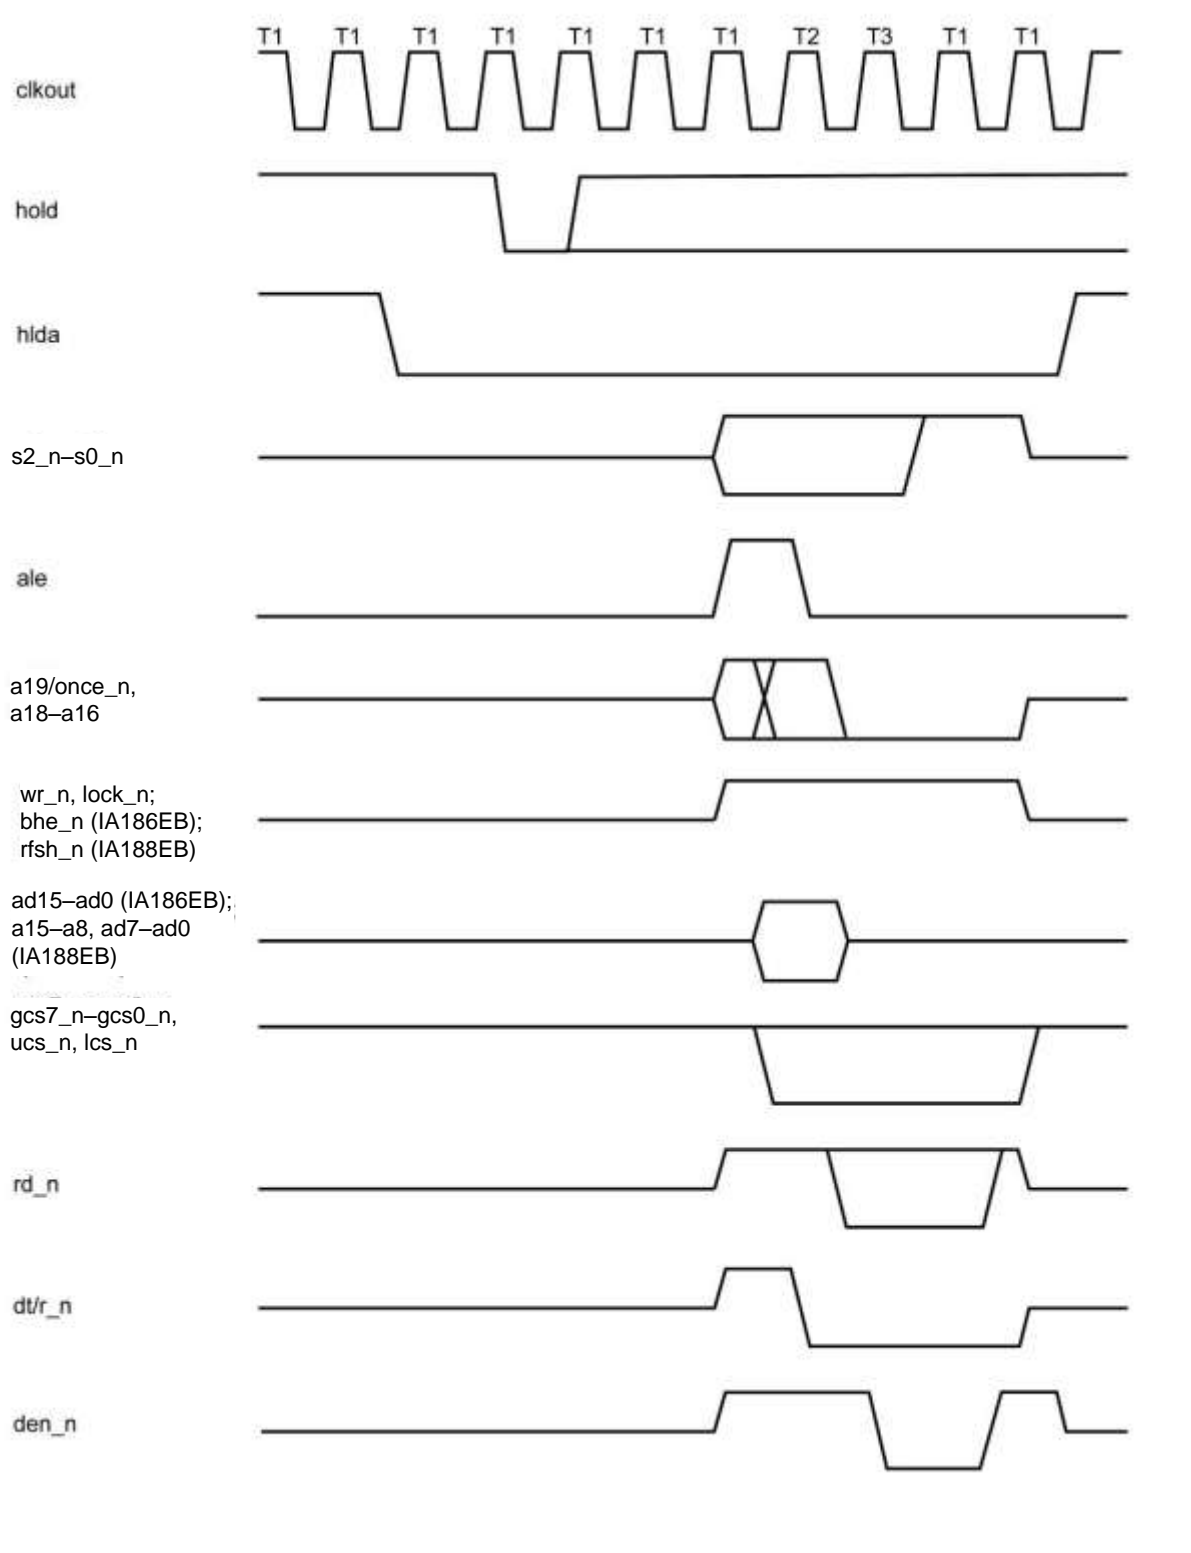 T1 T1 T1 T1 T1 T1 T1 T2 T3 T1 T1
clkout
hold
hlda
s2_n–s0_n
ale
a19/once_n,
a18–a16
wr_n, lock_n;
bhe_n (IA186EB);
rfsh_n (IA188EB)
ad15–ad0 (IA186EB);
a15–a8, ad7–ad0
(IA188EB)
gcs7_n–gcs0_n,
ucs_n, lcs_n
rd_n
dt/r_n
den_n